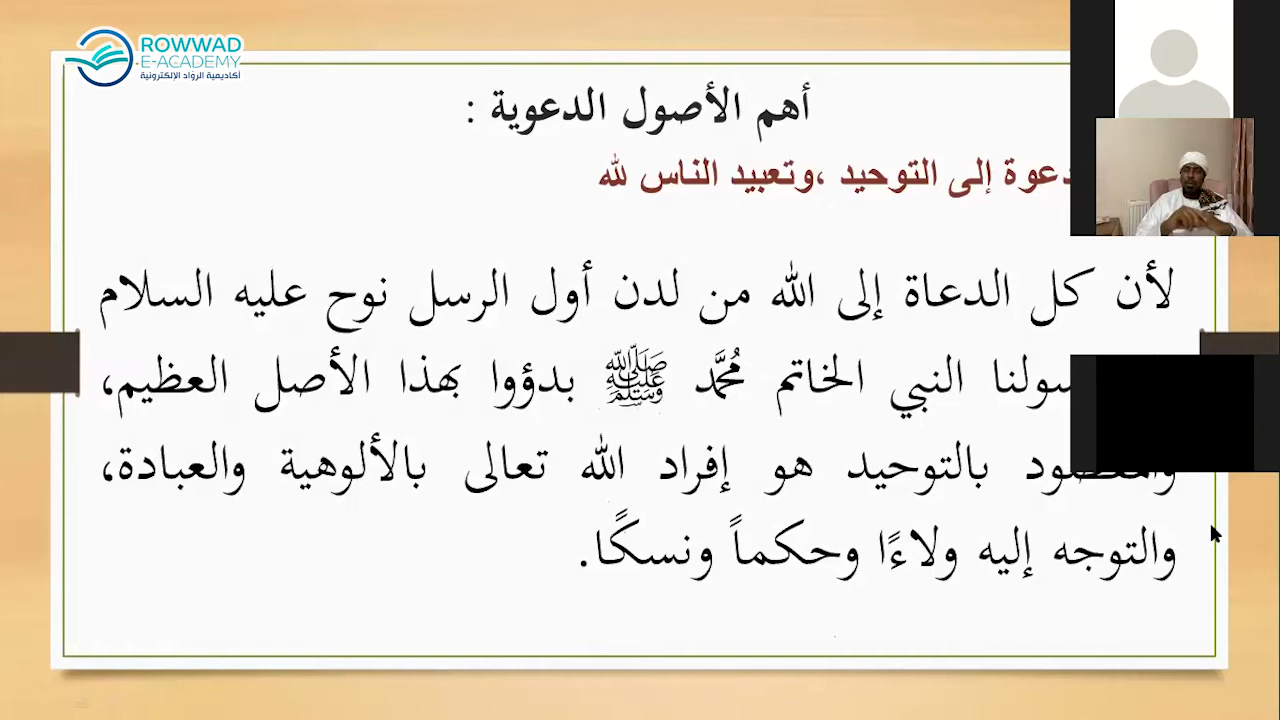 ROWWAD
E-ACADEMY
أكاديمية الرواد الإلكترونية
أهم الأصول الدعوية :
إلى التوحيد ،وتعبيد الناس لله
لأن كل الدعاة إلى الله من لدن أول الرسل نوح عليه السلام
النبي الخاتم مُحَمَّد ﷺ بدؤوا بهذا الأصل العظيم،
بالتوحيد هو إفراد الله تعالى بالألوهية والعبادة،
والتوجه إليه ولاءًا وحكماً ونسكًا.